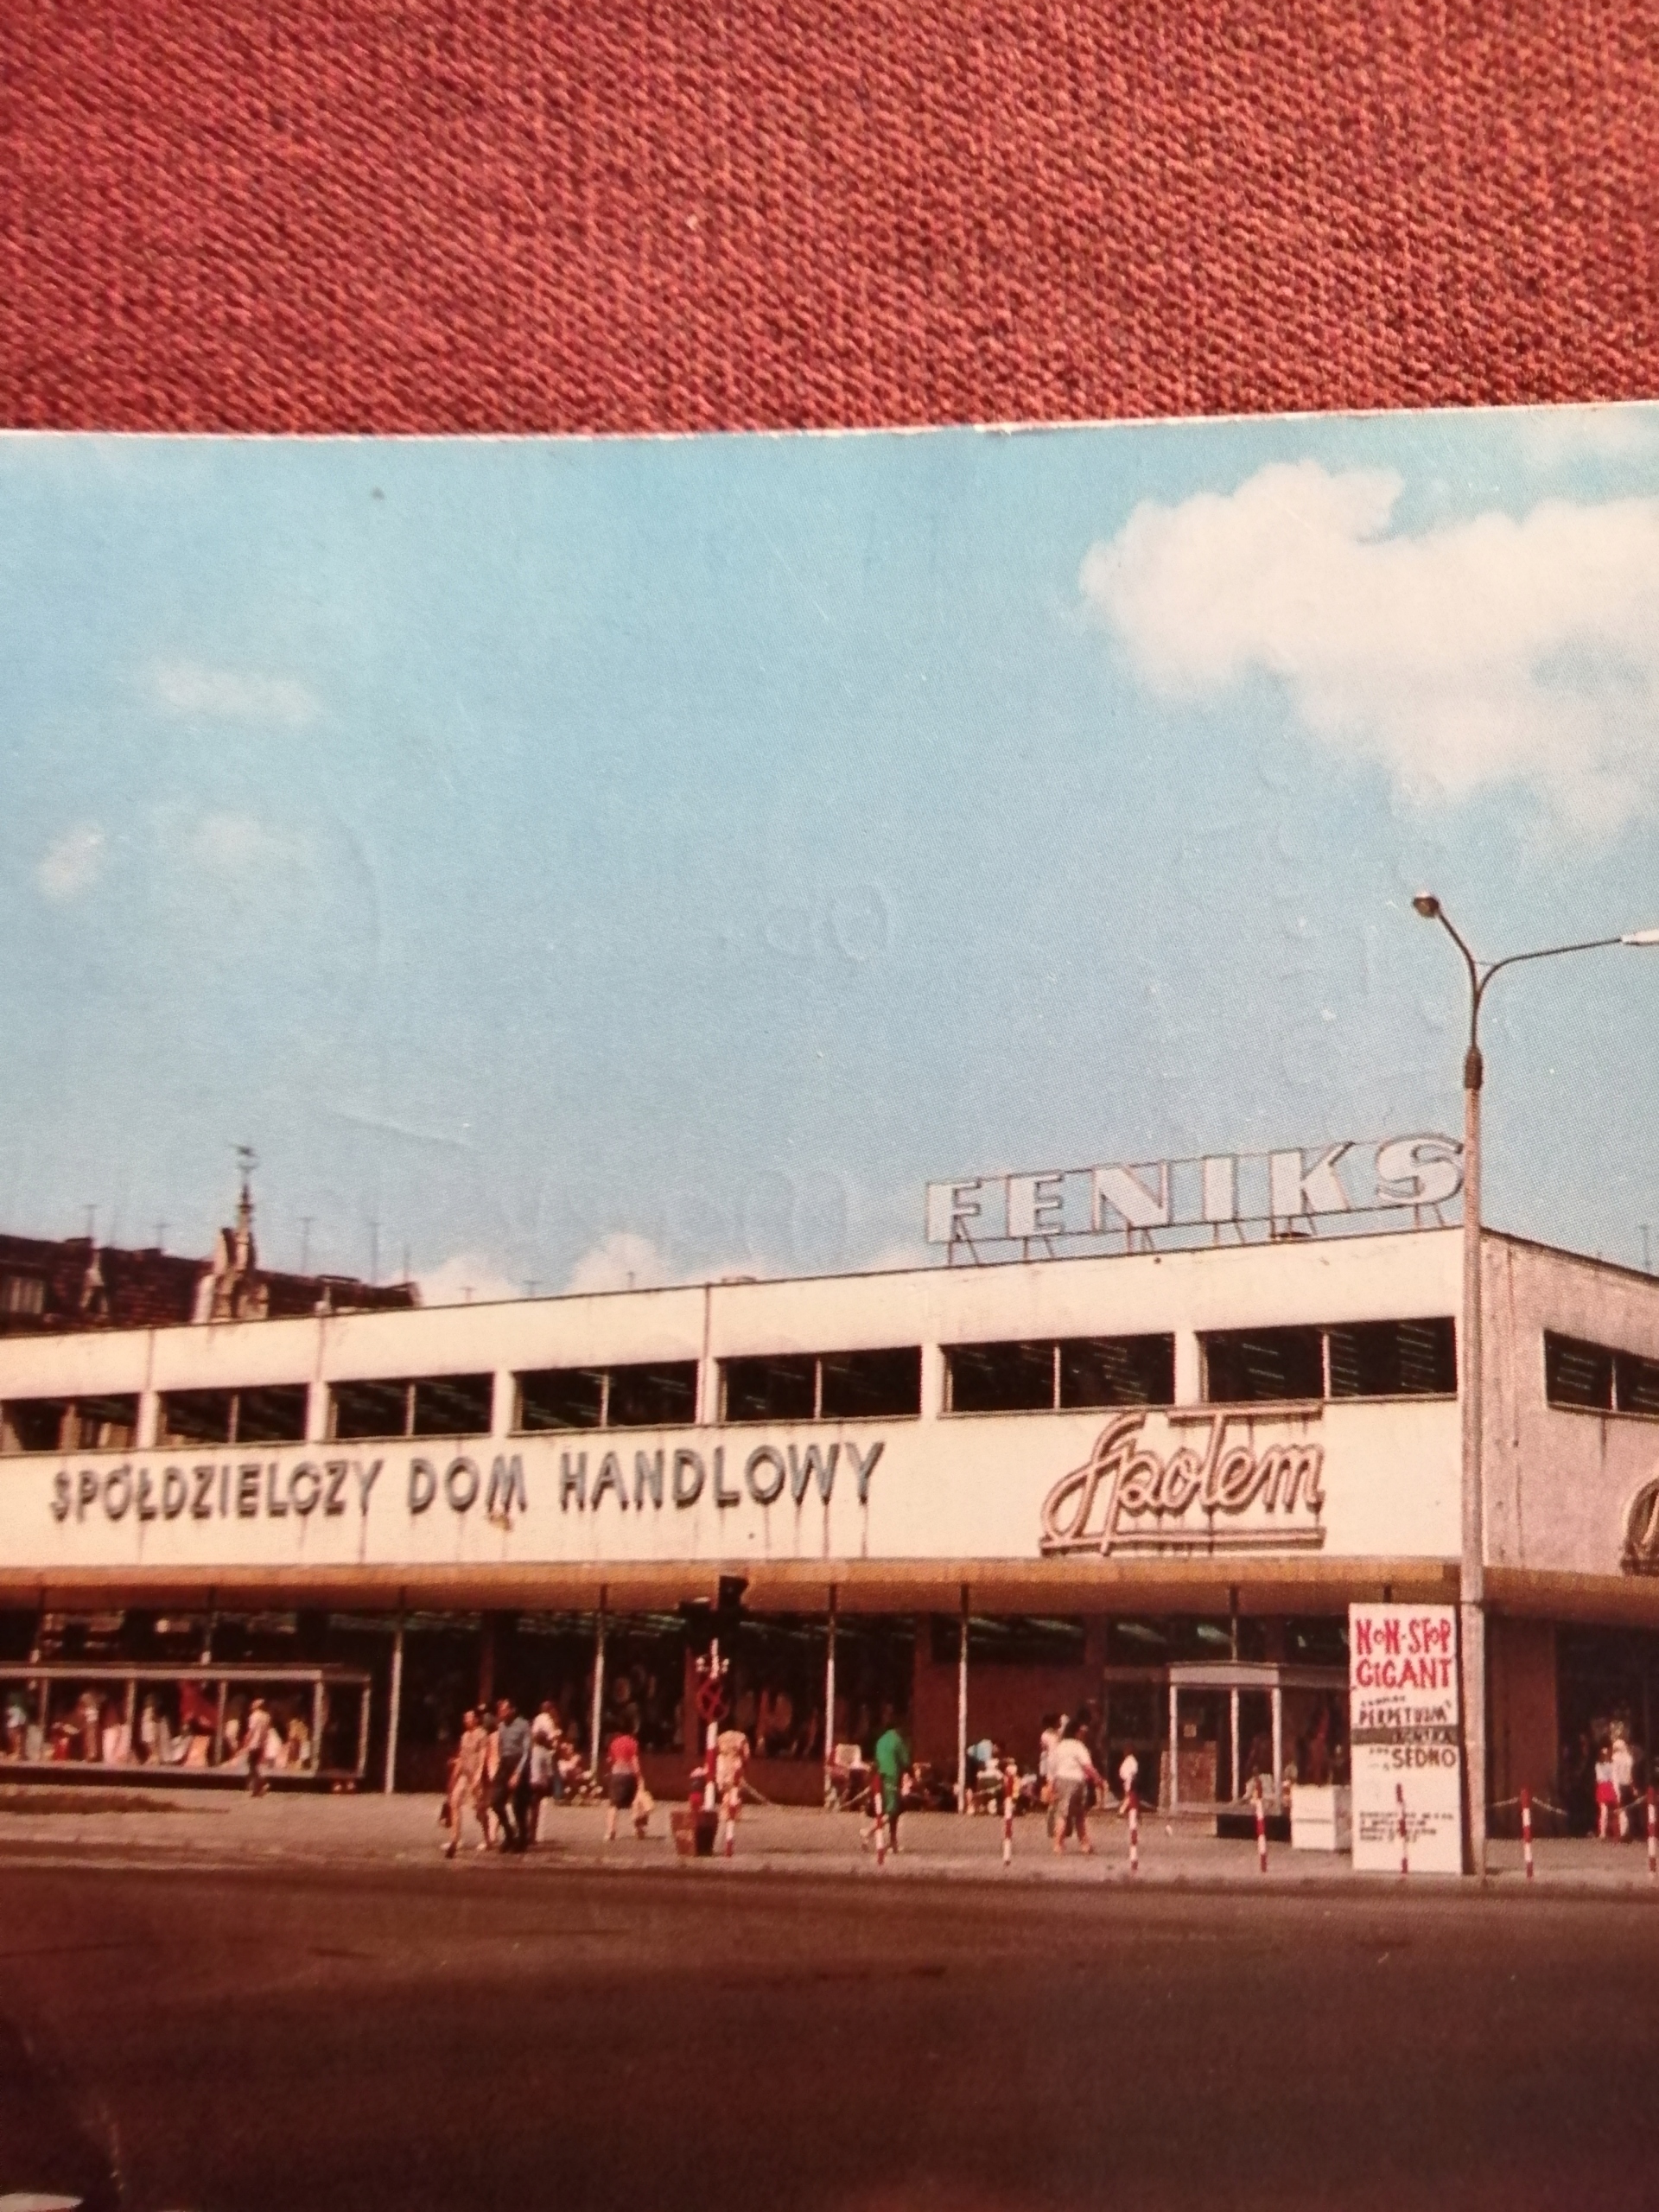 FENIKS
SPÓŁDZIELCZY DOM HANDLOWY
Społem
NON-STOP
GIGANT
PERPETUUM
SEDNO